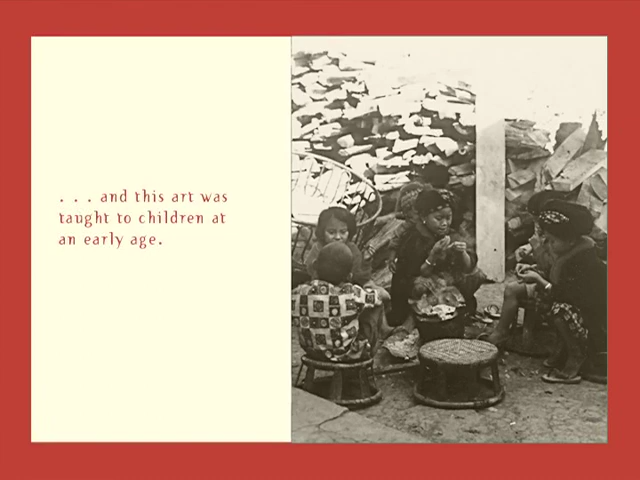 . . . and this art was
taught to children at
an early age.